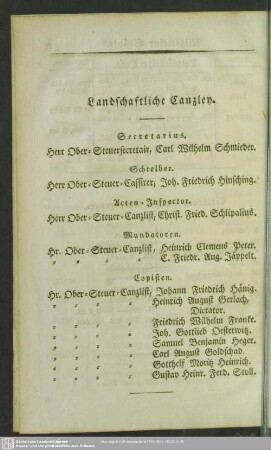 Landschaftliche Canzley.
Secretarius.
Herr Ober-Steuersecretair, Carl Wilhelm Schmieder.
Schreiber.
Herr Ober-Steuer-Cassirer, Joh. Friedrich Hinsching.
Acten-Inspector.
Herr Ober-Steuer-Canzlist, Christ. Fried. Schlipalius.
Mundatoren.
Hr. Ober-Steuer-Canzlist, Heinrich Clemens Peter.
„ „ „ „ C. Friedr. Aug. Jäppelt.
Copisten.
Hr. Ober-Steuer-Canzlist, Johann Friedrich Hänig.
„ „ „ „ Heinrich August Gerlach,
Dictator.
„ „ „ „ Friedrich Wilhelm Franke.
„ „ „ „ Joh. Gottlieb Oesterwitz.
„ „ „ „ Samuel Benjamin Heger.
„ „ „ „ Carl August Goldschad.
„ „ „ „ Gotthelf Moritz Heinrich.
„ „ „ „ Gustav Heinr. Ferd. Stoll.